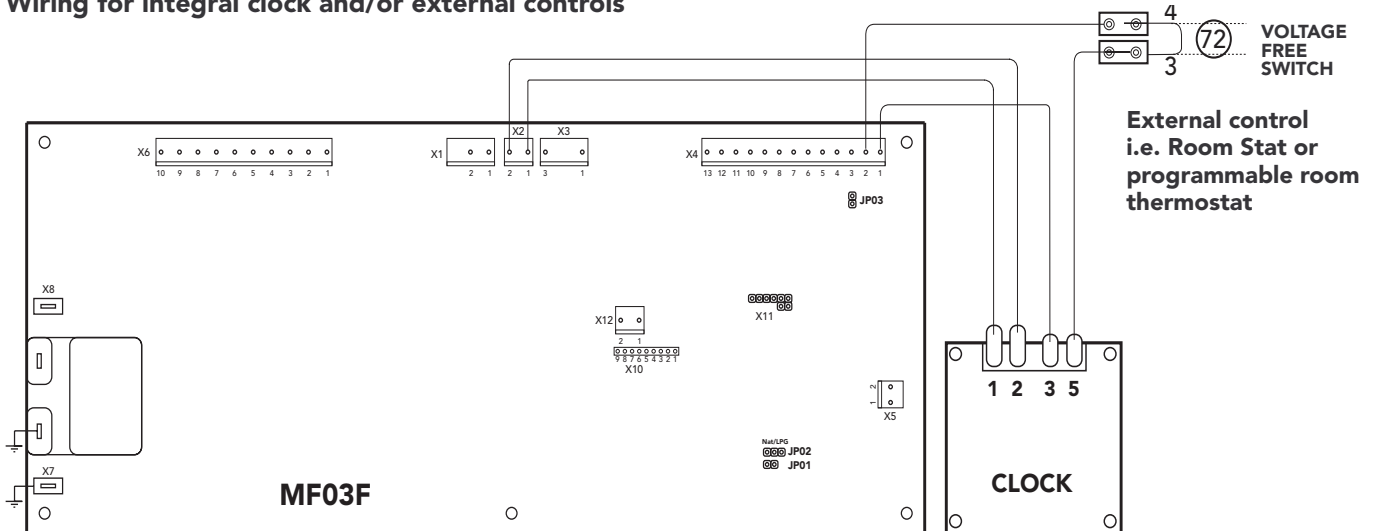 Wiring for integral clock and/or external controls
4
72
3
VOLTAGE
FREE
SWITCH
External control
i.e. Room Stat or
programmable room
thermostat
X6
10 9 8 7 6 5 4 3 2 1
X1
2 1
X2
2 1
X3
3 1
X4
13 12 11 10 9 8 7 6 5 4 3 2 1
JP03
X8
X12
2 1
9 8 7 6 5 4 3 2 1
X10
X11
2
1
X5
Nat/LPG
JP02
JP01
X7
MF03F
1 2 3 5
CLOCK